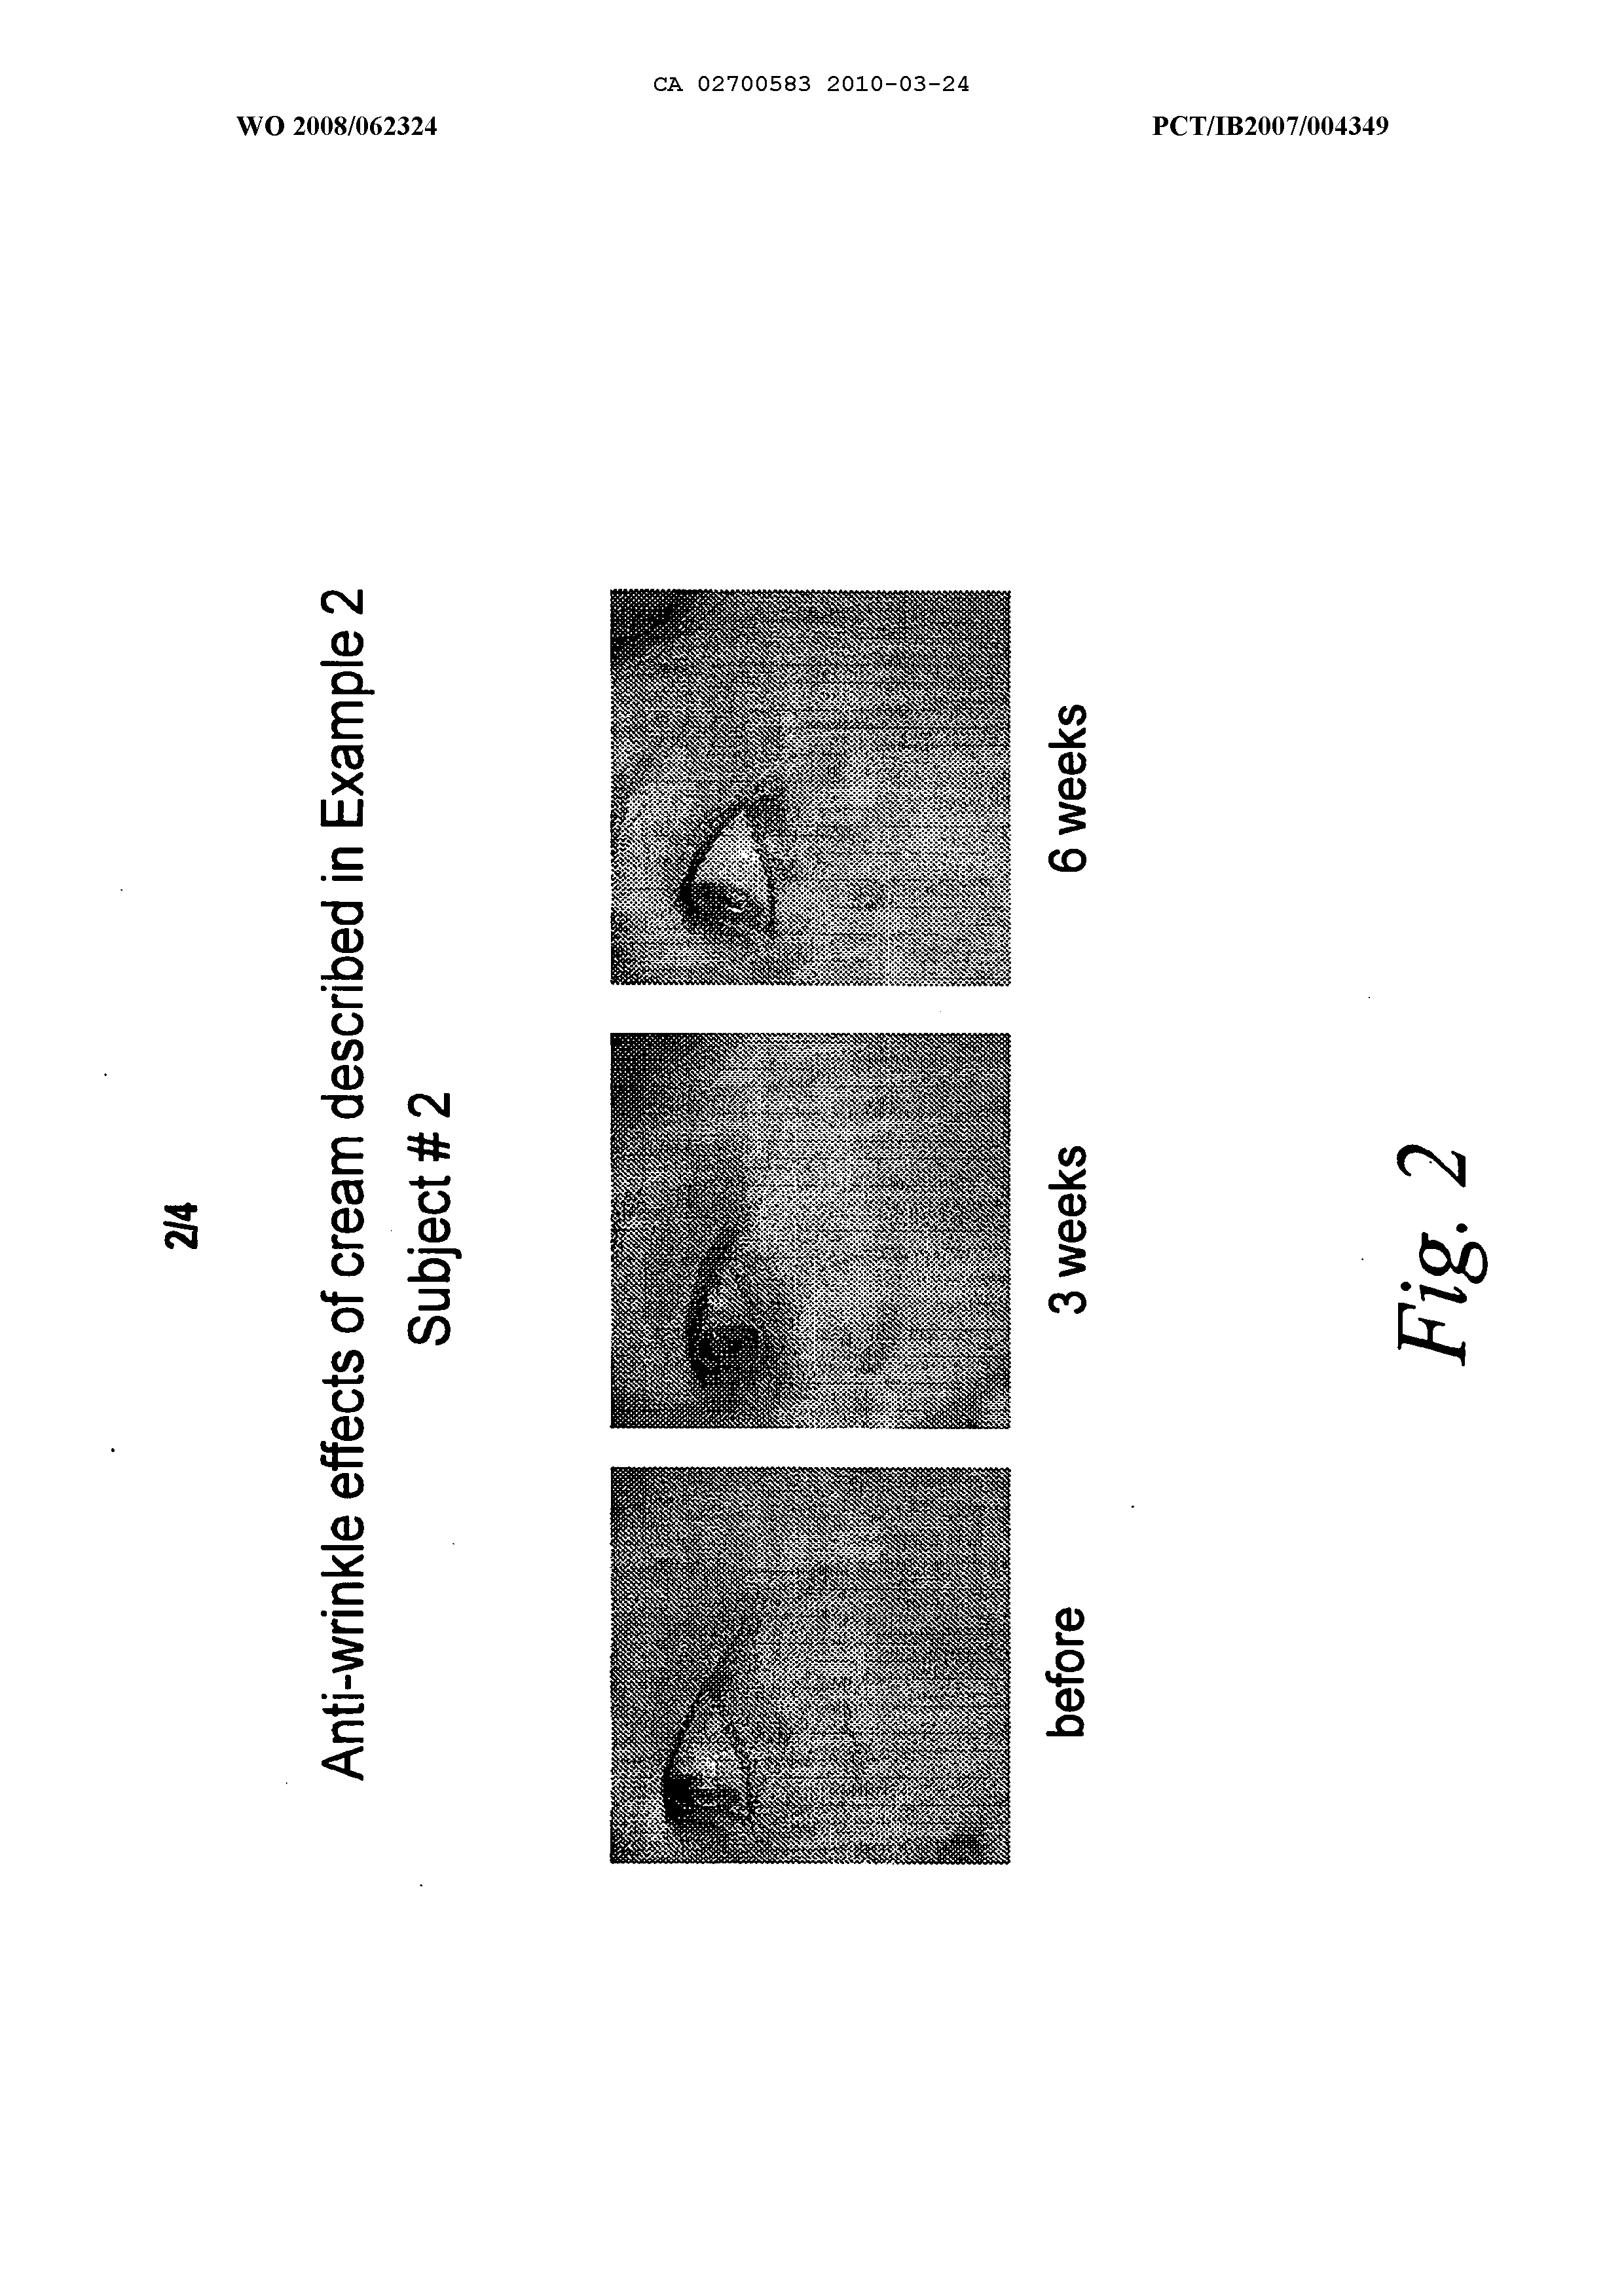 CA 02700583 2010-03-24
WO 2008/062324
PCT/IB2007/004349
2/4
Anti-wrinkle effects of cream described in Example 2
Subject # 2
before
3 weeks
6 weeks
Fig. 2